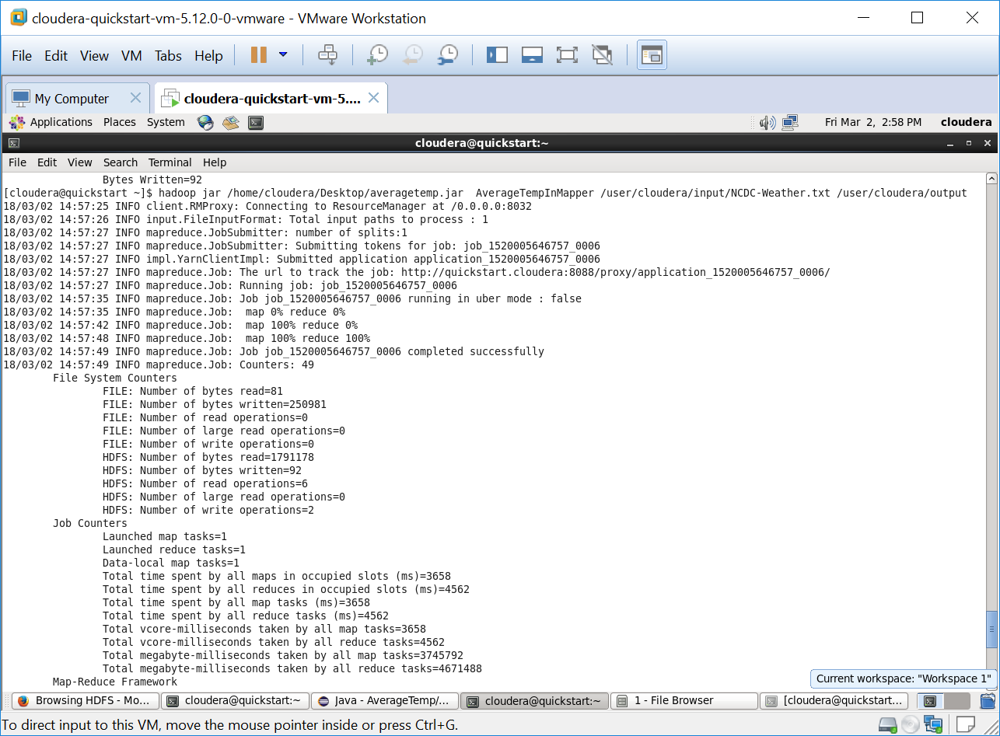 cloudera-quickstart-vm-5.12.0-0-vmware - VMware Workstation
File Edit View VM Tabs Help
My Computer cloudera-quickstart-vm-5....
Applications Places System Fri Mar 2, 2:58 PM cloudera
cloudera@quickstart:~
File Edit View Search Terminal Help
Bytes Written=92
[cloudera@quickstart ~]$ hadoop jar /home/cloudera/Desktop/averagetemp.jar  AverageTempInMapper /user/cloudera/input/NCDC-Weather.txt /user/cloudera/output
18/03/02 14:57:25 INFO client.RMProxy: Connecting to ResourceManager at /0.0.0.0:8032
18/03/02 14:57:26 INFO input.FileInputFormat: Total input paths to process : 1
18/03/02 14:57:27 INFO mapreduce.JobSubmitter: number of splits:1
18/03/02 14:57:27 INFO mapreduce.JobSubmitter: Submitting tokens for job: job_1520005646757_0006
18/03/02 14:57:27 INFO impl.YarnClientImpl: Submitted application application_1520005646757_0006
18/03/02 14:57:27 INFO mapreduce.Job: The url to track the job: http://quickstart.cloudera:8088/proxy/application_1520005646757_0006/
18/03/02 14:57:27 INFO mapreduce.Job: Running job: job_1520005646757_0006
18/03/02 14:57:35 INFO mapreduce.Job: Job job_1520005646757_0006 running in uber mode : false
18/03/02 14:57:35 INFO mapreduce.Job:  map 0% reduce 0%
18/03/02 14:57:42 INFO mapreduce.Job:  map 100% reduce 0%
18/03/02 14:57:48 INFO mapreduce.Job:  map 100% reduce 100%
18/03/02 14:57:49 INFO mapreduce.Job: Job job_1520005646757_0006 completed successfully
18/03/02 14:57:49 INFO mapreduce.Job: Counters: 49
File System Counters
FILE: Number of bytes read=81
FILE: Number of bytes written=250981
FILE: Number of read operations=0
FILE: Number of large read operations=0
FILE: Number of write operations=0
HDFS: Number of bytes read=1791178
HDFS: Number of bytes written=92
HDFS: Number of read operations=6
HDFS: Number of large read operations=0
HDFS: Number of write operations=2
Job Counters
Launched map tasks=1
Launched reduce tasks=1
Data-local map tasks=1
Total time spent by all maps in occupied slots (ms)=3658
Total time spent by all reduces in occupied slots (ms)=4562
Total time spent by all map tasks (ms)=3658
Total time spent by all reduce tasks (ms)=4562
Total vcore-milliseconds taken by all map tasks=3658
Total vcore-milliseconds taken by all reduce tasks=4562
Total megabyte-milliseconds taken by all map tasks=3745792
Total megabyte-milliseconds taken by all reduce tasks=4671488
Map-Reduce Framework
Current workspace: "Workspace 1"
Browsing HDFS - Mo... cloudera@quickstart:~ Java - AverageTemp/... cloudera@quickstart:~ 1 - File Browser [cloudera@quickstart...
To direct input to this VM, move the mouse pointer inside or press Ctrl+G.